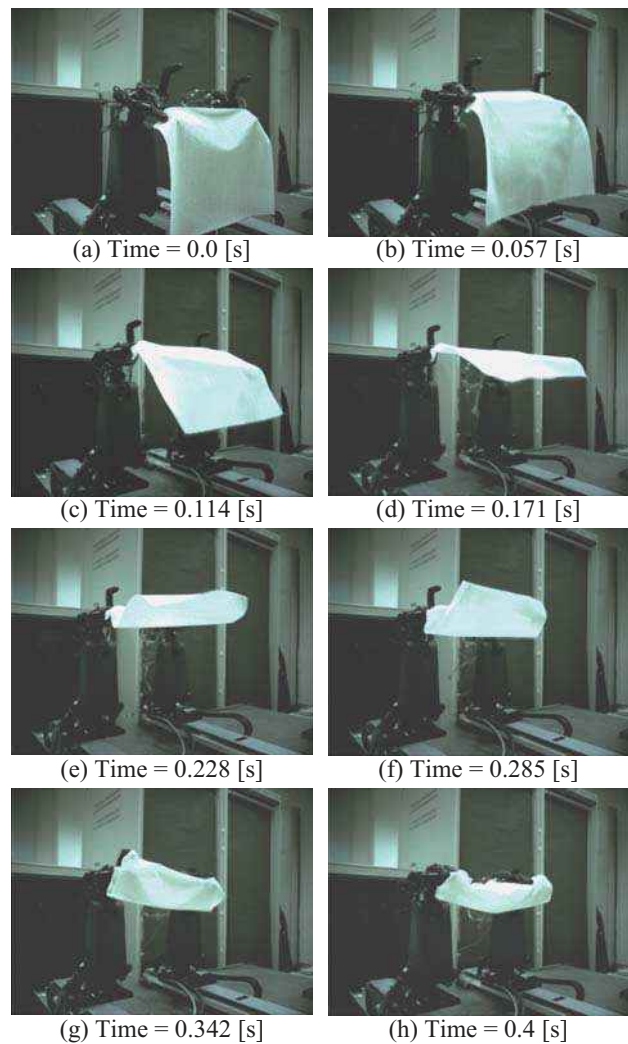 (a) Time = 0.0 [s]
(b) Time = 0.057 [s]
(c) Time = 0.114 [s]
(d) Time = 0.171 [s]
(e) Time = 0.228 [s]
(f) Time = 0.285 [s]
(g) Time = 0.342 [s]
(h) Time = 0.4 [s]